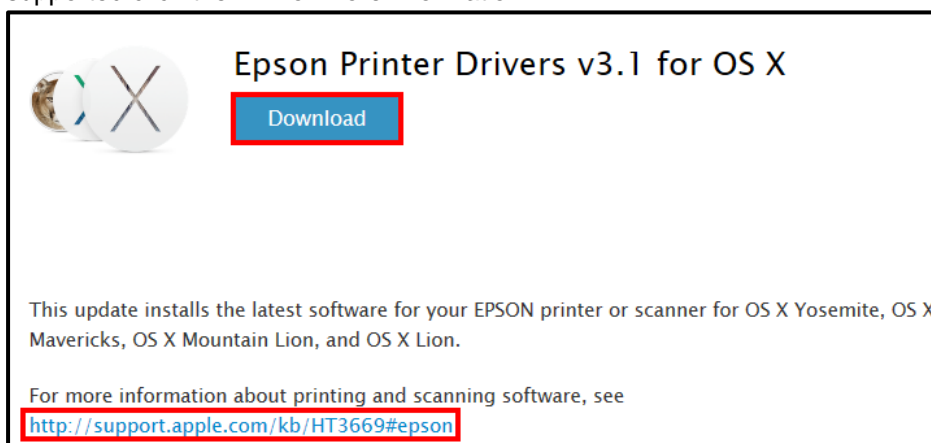 Epson Printer Drivers v3.1 for OS X
Download
This update installs the latest software for your EPSON printer or scanner for OS X Yosemite, OS X
Mavericks, OS X Mountain Lion, and OS X Lion.
For more information about printing and scanning software, see
http://support.apple.com/kb/HT3669#epson